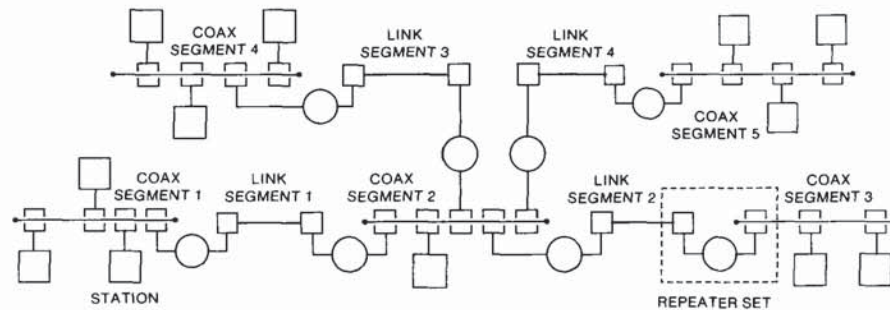 COAX
SEGMENT 4
LINK
SEGMENT 3
LINK
SEGMENT 4
COAX
SEGMENT 5
COAX
SEGMENT 1
LINK
SEGMENT 1
COAX
SEGMENT 2
LINK
SEGMENT 2
COAX
SEGMENT 3
STATION
REPEATER SET